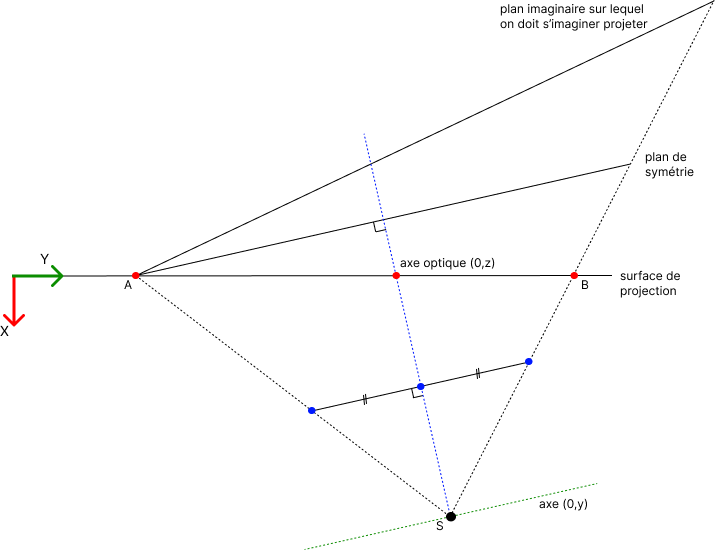 plan imaginaire sur lequel
on doit s’imaginer projeter
plan de
symétrie
Y
axe optique (0,z)
A
B
surface de
projection
X
axe (0,y)
S